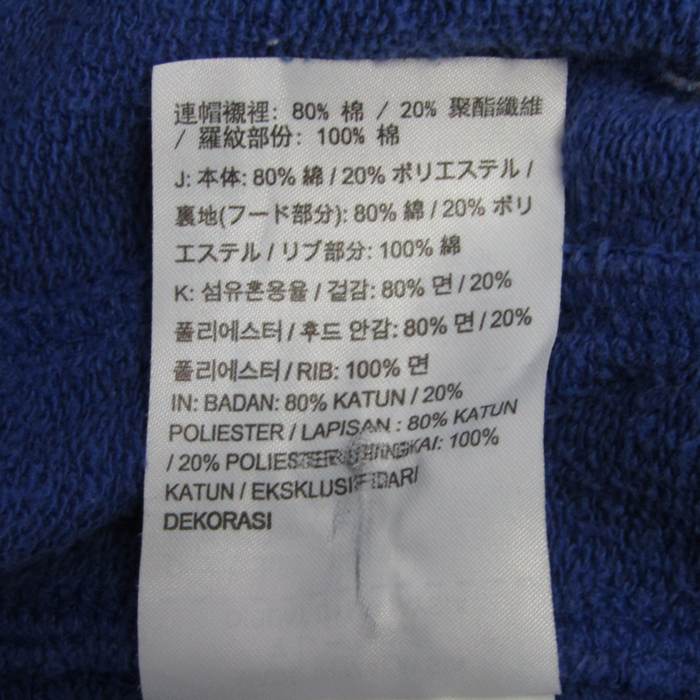 連帽襯裡: 80% 棉 / 20% 聚酯纖維
/ 羅紋部份: 100% 棉
J: 本体: 80% 綿 / 20% ポリエステル /
裏地(フード部分): 80% 綿 / 20% ポリ
エステル / リブ部分: 100% 綿
K: 섬유혼용율 / 겉감: 80% 면 / 20%
폴리에스터 / 후드 안감: 80% 면 / 20%
폴리에스터 / RIB: 100% 면
IN: BADAN: 80% KATUN / 20%
POLIESTER / LAPISAN : 80% KATUN
/ 20% POLIESTER 100%
KATUN / EKSKLUSIF DARI
DEKORASI